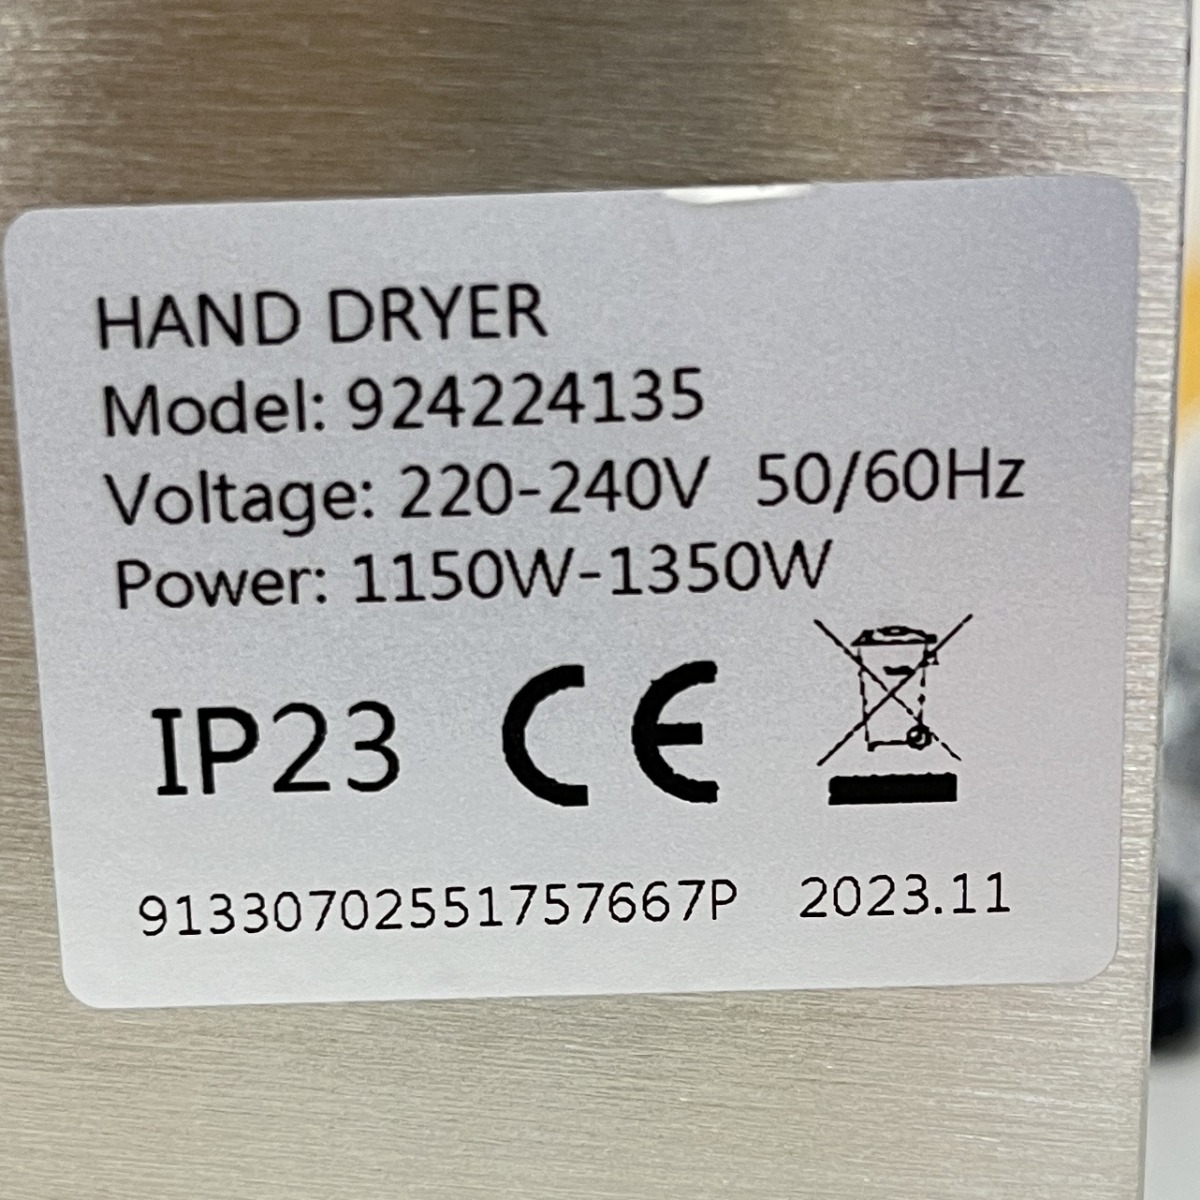 HAND DRYER
Model: 924224135
Voltage: 220-240V 50/60Hz
Power: 1150W-1350W
IP23 CE
91330702551757667P 2023.11